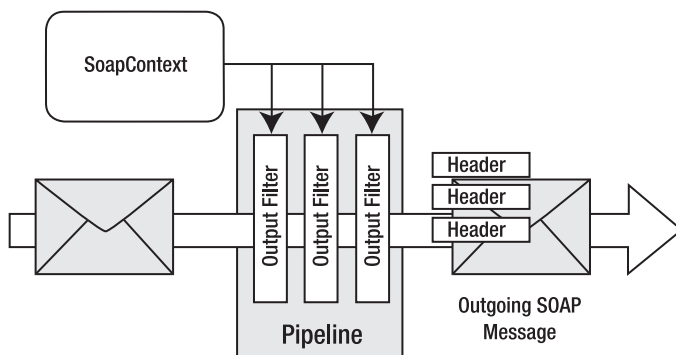 SoapContext
Output Filter
Output Filter
Output Filter
Header
Header
Header
Pipeline
Outgoing SOAP
Message